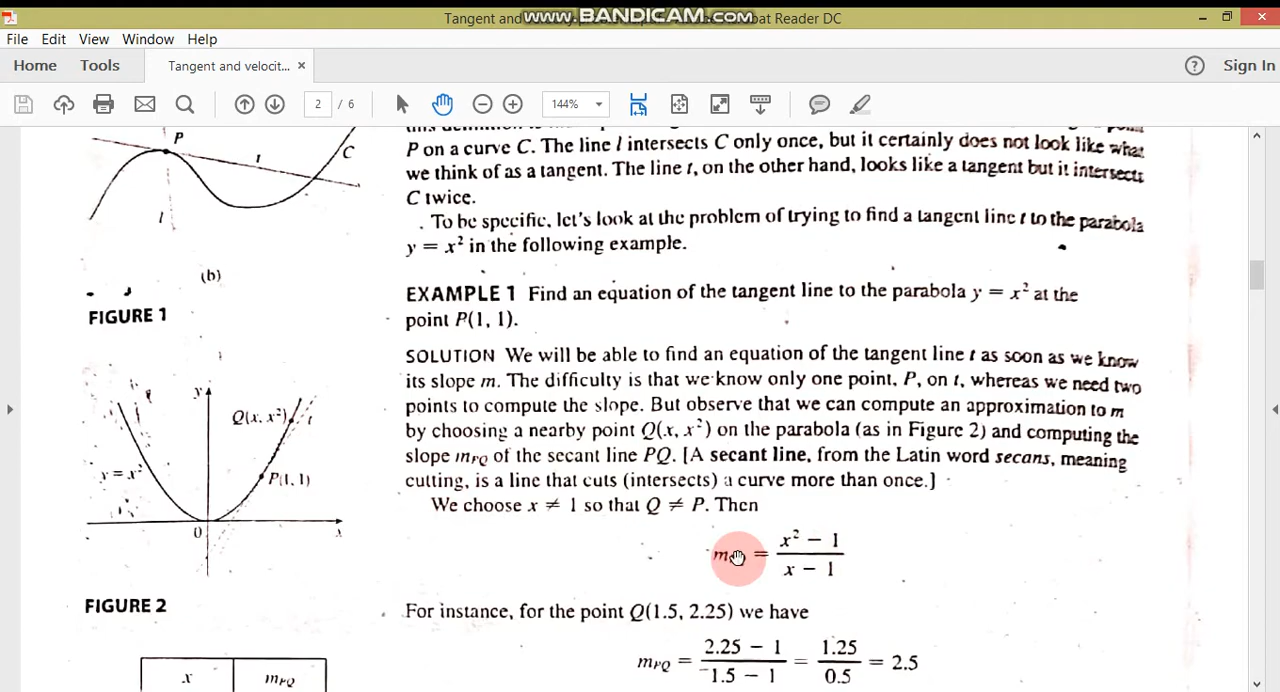 Tangent and
www.BANDICAM.com
bat Reader DC
File Edit View Window Help
Home Tools Tangent and velocit... × ? Sign In
2 / 6 144%
P
C
t
l
(b)
FIGURE 1
P on a curve C. The line l intersects C only once, but it certainly does not look like what
we think of as a tangent. The line t, on the other hand, looks like a tangent but it intersects
C twice.
To be specific, let's look at the problem of trying to find a tangent line t to the parabola
y = x² in the following example.
EXAMPLE 1 Find an equation of the tangent line to the parabola y = x² at the
point P(1, 1).
SOLUTION We will be able to find an equation of the tangent line t as soon as we know
its slope m. The difficulty is that we know only one point, P, on t, whereas we need two
points to compute the slope. But observe that we can compute an approximation to m
by choosing a nearby point Q(x, x²) on the parabola (as in Figure 2) and computing the
slope mPQ of the secant line PQ. [A secant line, from the Latin word secans, meaning
cutting, is a line that cuts (intersects) a curve more than once.]
We choose x ≠ 1 so that Q ≠ P. Then
m = x² − 1 / x − 1
For instance, for the point Q(1.5, 2.25) we have
mPQ = 2.25 − 1 / 1.5 − 1 = 1.25 / 0.5 = 2.5
y
Q(x, x²)
t
y = x²
P(1, 1)
0
x
FIGURE 2
x mPQ